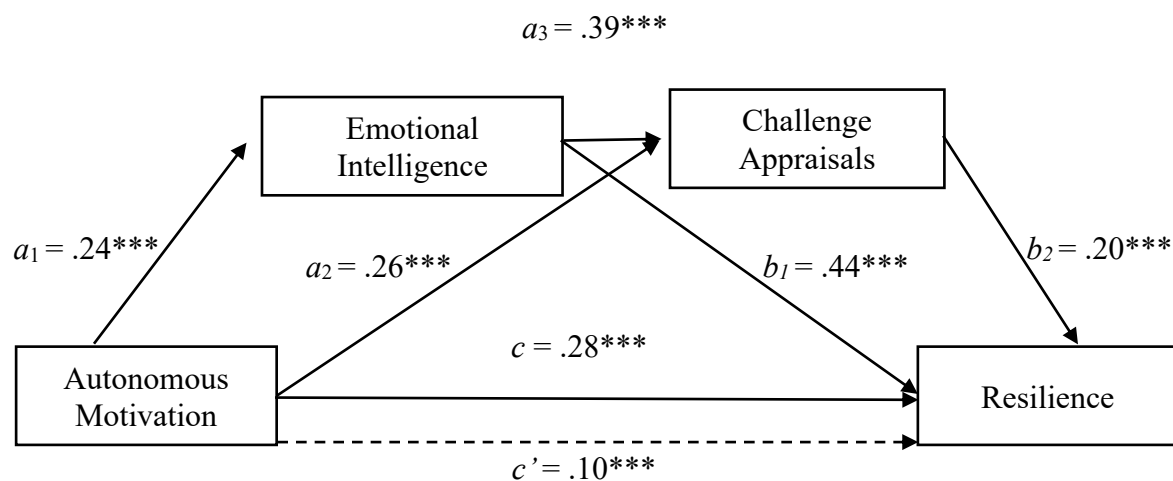 a3 = .39***
Emotional
Intelligence
Challenge
Appraisals
a1 = .24***
a2 = .26***
b1 = .44***
b2 = .20***
c = .28***
Autonomous
Motivation
Resilience
c’ = .10***